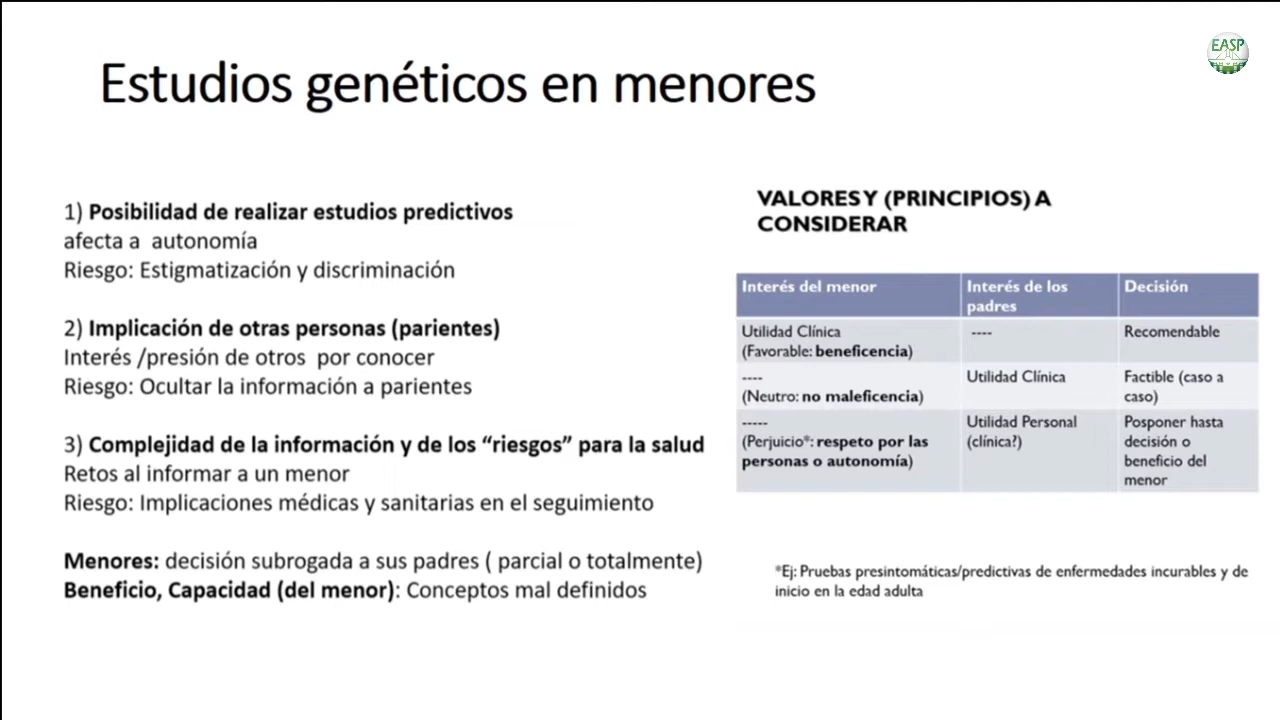 EASP
Estudios genéticos en menores
1) Posibilidad de realizar estudios predictivos
afecta a autonomía
Riesgo: Estigmatización y discriminación
2) Implicación de otras personas (parientes)
Interés /presión de otros por conocer
Riesgo: Ocultar la información a parientes
3) Complejidad de la información y de los “riesgos” para la salud
Retos al informar a un menor
Riesgo: Implicaciones médicas y sanitarias en el seguimiento
Menores: decisión subrogada a sus padres ( parcial o totalmente)
Beneficio, Capacidad (del menor): Conceptos mal definidos
VALORES Y (PRINCIPIOS) A
CONSIDERAR
Interés del menor
Interés de los
padres
Decisión
Utilidad Clínica
(Favorable: beneficencia)
----
Recomendable
----
(Neutro: no maleficencia)
Utilidad Clínica
Factible (caso a
caso)
-----
(Perjuicio*: respeto por las
personas o autonomía)
Utilidad Personal
(clínica?)
Posponer hasta
decisión o
beneficio del
menor
*Ej: Pruebas presintomáticas/predictivas de enfermedades incurables y de
inicio en la edad adulta